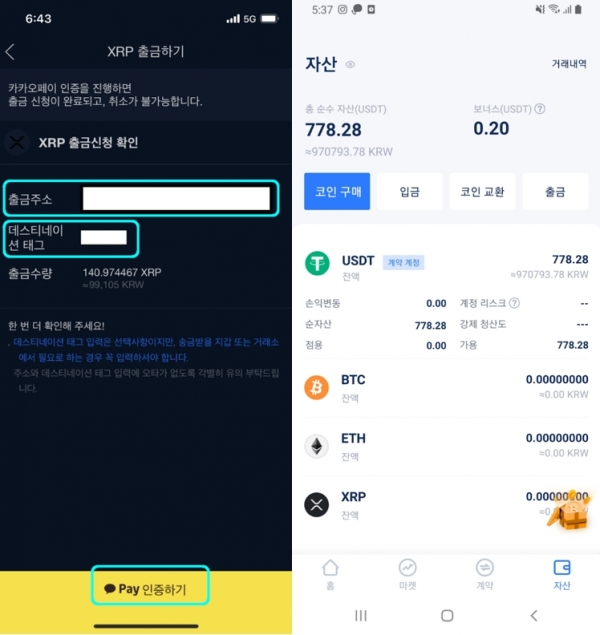 6:43
5G
XRP 출금하기
카카오페이 인증을 진행하면
출금 신청이 완료되고, 취소가 불가능합니다.
XRP 출금신청 확인
출금주소
데스티네이
션 태그
출금수량
140.974467 XRP
≈99,105 KRW
한 번 더 확인해 주세요!
데스티네이션 태그 입력은 선택사항이지만, 송금받을 지갑 또는 거래소
에서 필요로 하는 경우 꼭 입력하셔야 합니다.
주소와 데스티네이션 태그 입력에 오타가 없도록 각별히 유의 부탁드립
니다.
Pay 인증하기
5:37
자산
거래내역
총 순수 자산(USDT)
보너스(USDT)
778.28
0.20
≈970793.78 KRW
코인 구매
입금
코인 교환
출금
USDT
계약 계정
778.28
잔액
≈970793.78 KRW
손익변동
0.00
계정 리스크
--
순자산
778.28
강제 청산도
---
점용
0.00
가용
778.28
BTC
0.00000000
잔액
≈0.00 KRW
ETH
0.00000000
잔액
≈0.00 KRW
XRP
0.00000000
잔액
홈
마켓
계약
자산